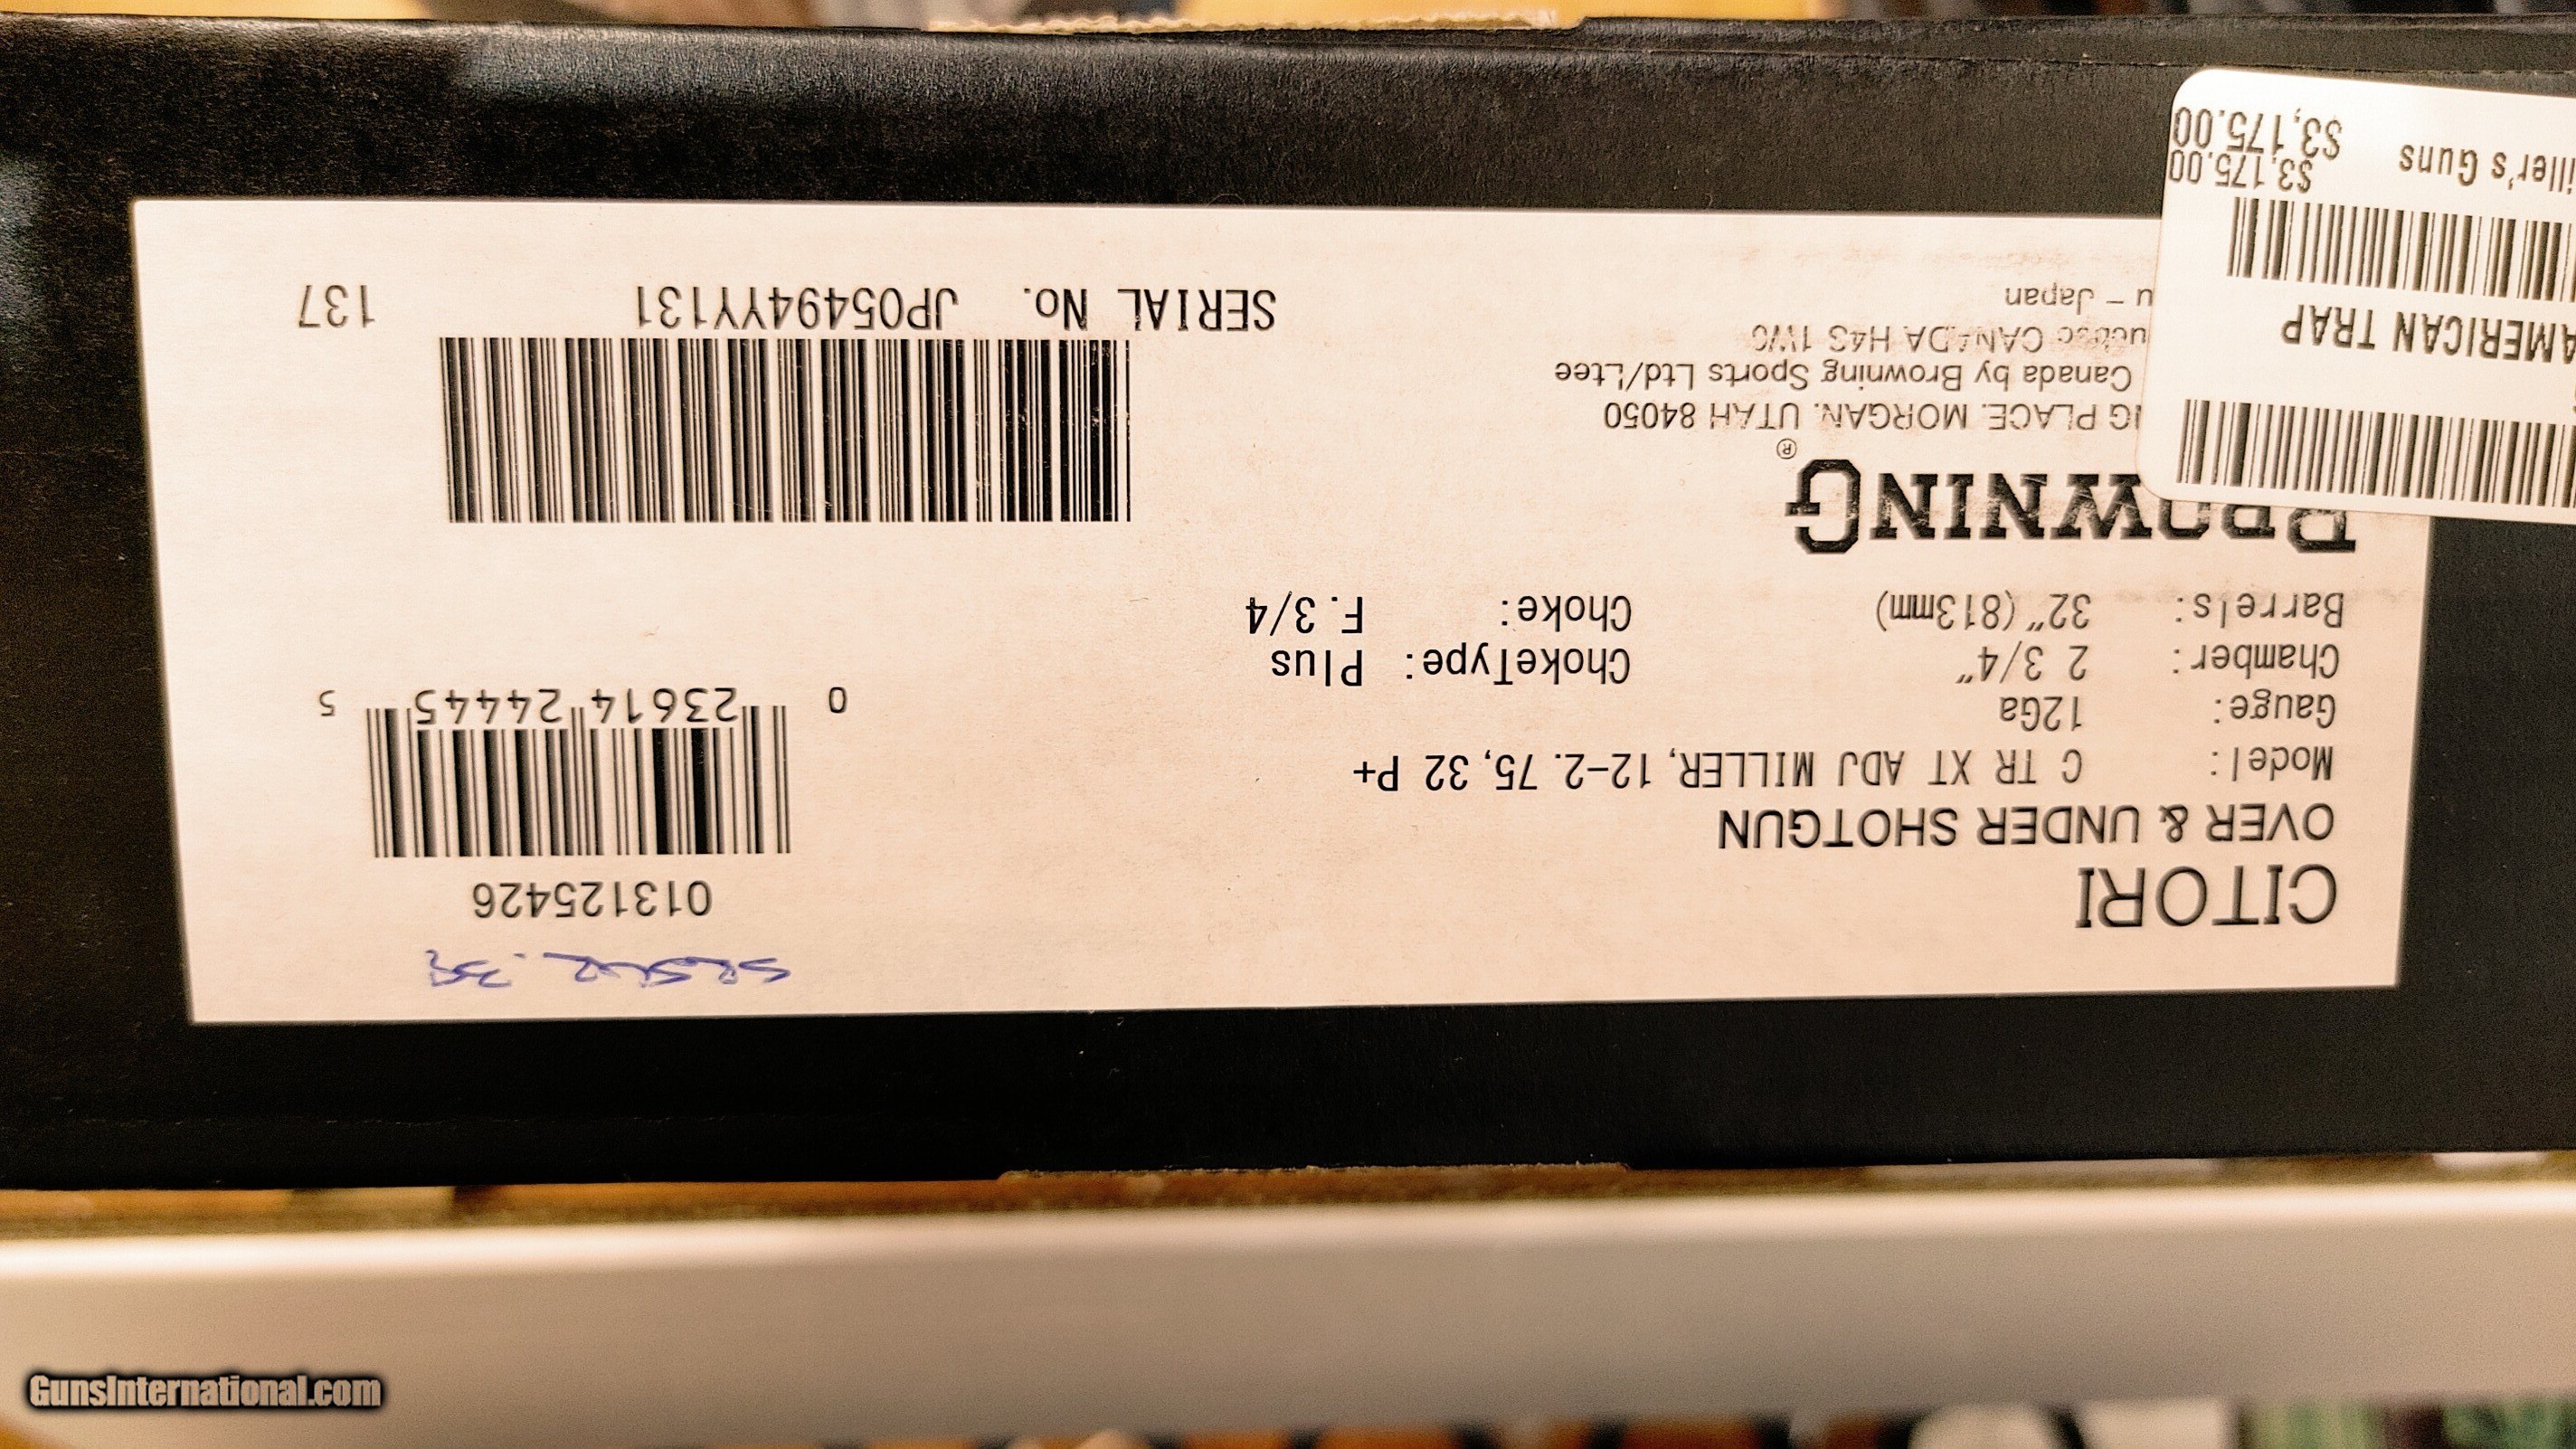 013125426
0 23614 24445 5
CITORI
OVER & UNDER SHOTGUN
Model: C TR XT ADJ MILLER, 12-2.75, 32 P+
Gauge: 12Ga
Chamber: 2 3/4" ChokeType: Plus
Barrels: 32" (813mm) Choke: F.3/4
BROWNING®
NG PLACE. MORGAN. UTAH 84050
Canada by Browning Sports Ltd/Ltee
CANADA H4S 1W6
Japan
SERIAL No. JP05494YY131 137
AMERICAN TRAP
iller's Guns $3,175.00
$3,175.00
GunsInternational.com